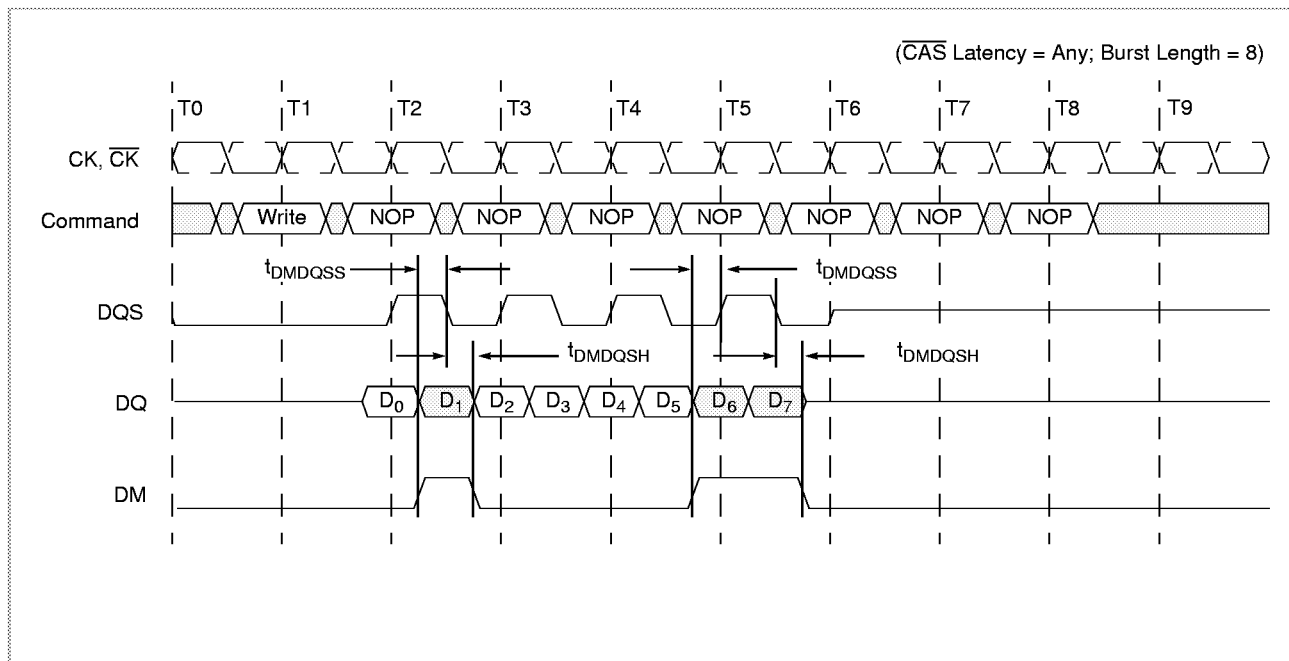 (C̅A̅S̅ Latency = Any; Burst Length = 8)
T0 T1 T2 T3 T4 T5 T6 T7 T8 T9
CK, C̅K̅
Command Write NOP NOP NOP NOP NOP NOP NOP
tDMDQSS tDMDQSS
DQS
tDMDQSH tDMDQSH
DQ D0 D1 D2 D3 D4 D5 D6 D7
DM